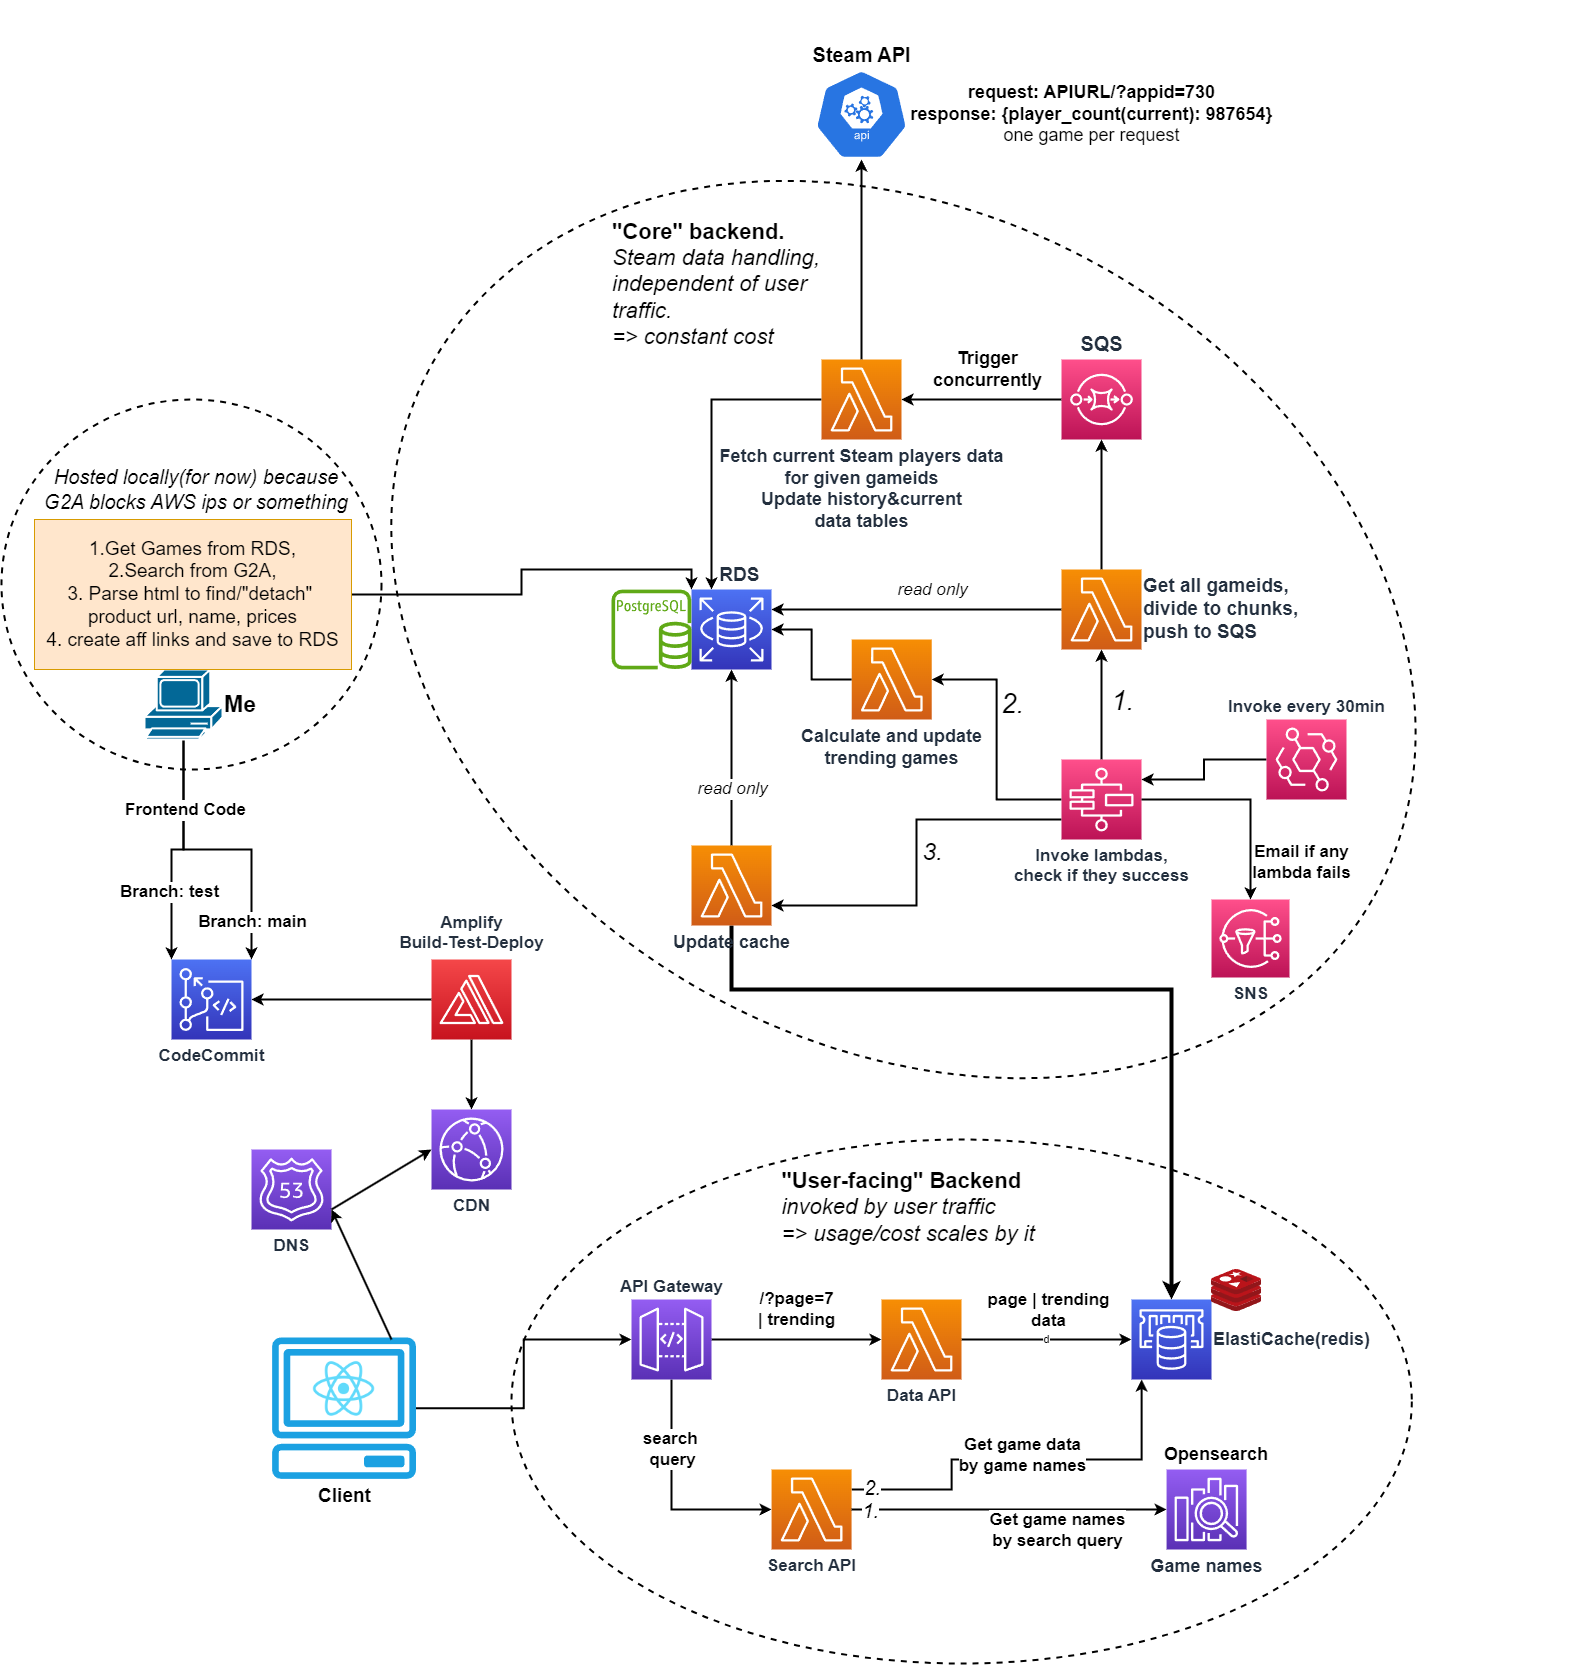 Steam API
api
request: APIURL/?appid=730
response: {player_count(current): 987654}
one game per request
"Core" backend.
Steam data handling,
independent of user
traffic.
=> constant cost
SQS
Trigger
concurrently
Fetch current Steam players data
for given gameids
Update history&current
data tables
Hosted locally(for now) because
G2A blocks AWS ips or something
1.Get Games from RDS,
2.Search from G2A,
3. Parse html to find/"detach"
product url, name, prices
4. create aff links and save to RDS
Me
RDS
PostgreSQL
read only
Get all gameids,
divide to chunks,
push to SQS
1.
2.
Calculate and update
trending games
Invoke every 30min
read only
3.
Invoke lambdas,
check if they success
Email if any
lambda fails
SNS
Update cache
Frontend Code
Branch: test
Branch: main
CodeCommit
Amplify
Build-Test-Deploy
CDN
53
DNS
Client
"User-facing" Backend
invoked by user traffic
=> usage/cost scales by it
API Gateway
/?page=7
| trending
Data API
page | trending
data
d
ElastiCache(redis)
search
query
Search API
2.
1.
Get game data
by game names
Get game names
by search query
Opensearch
Game names